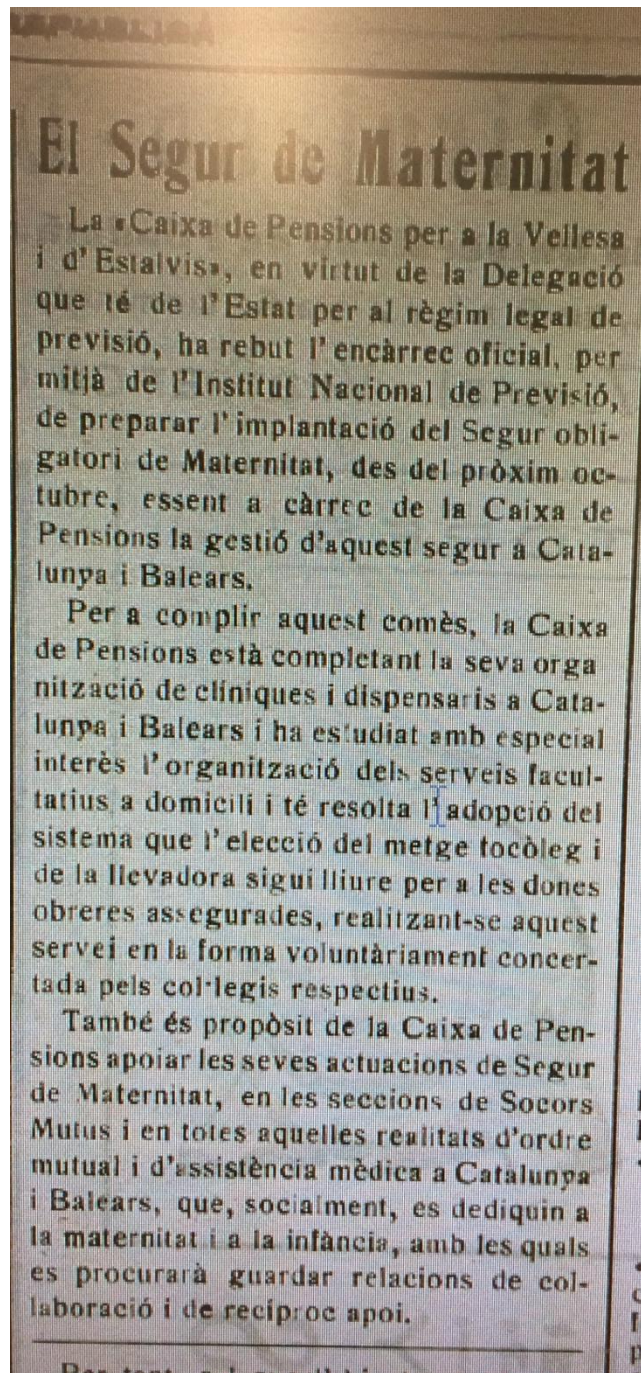 REPUBLICA
El Segur de Maternitat
La «Caixa de Pensions per a la Vellesa
i d'Estalvis», en virtut de la Delegació
que té de l'Estat per al règim legal de
previsió, ha rebut l'encàrrec oficial, per
mitjà de l'Institut Nacional de Previsió,
de preparar l'implantació del Segur obli-
gatori de Maternitat, des del pròxim oc-
tubre, essent a càrrec de la Caixa de
Pensions la gestió d'aquest segur a Cata-
lunya i Balears.
Per a complir aquest comès, la Caixa
de Pensions està completant la seva orga
nització de clíniques i dispensaris a Cata-
lunya i Balears i ha estudiat amb especial
interès l'organització dels serveis facul-
tatius a domicili i té resolta l'adopció del
sistema que l'elecció del metge tocòleg i
de la llevadora sigui lliure per a les dones
obreres assegurades, realitzant-se aquest
servei en la forma voluntàriament concer-
tada pels col·legis respectius.
També és propòsit de la Caixa de Pen-
sions apoiar les seves actuacions de Segur
de Maternitat, en les seccions de Socors
Mutus i en totes aquelles realitats d'ordre
mutual i d'assistència mèdica a Catalunya
i Balears, que, socialment, es dediquin a
la maternitat i a la infància, amb les quals
es procurarà guardar relacions de col-
laboració i de recíproc apoi.